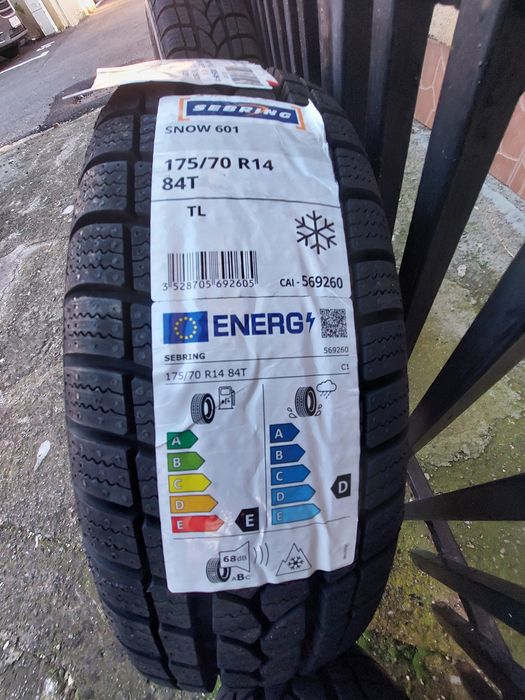 SEBRING
SNOW 601
175/70 R14
84T
TL
3 528705 692605
CAI - 569260
ENERG
SEBRING 569260
175/70 R14 84T C1
A A
B B
C C
D D D
E E E
68dB
ABC